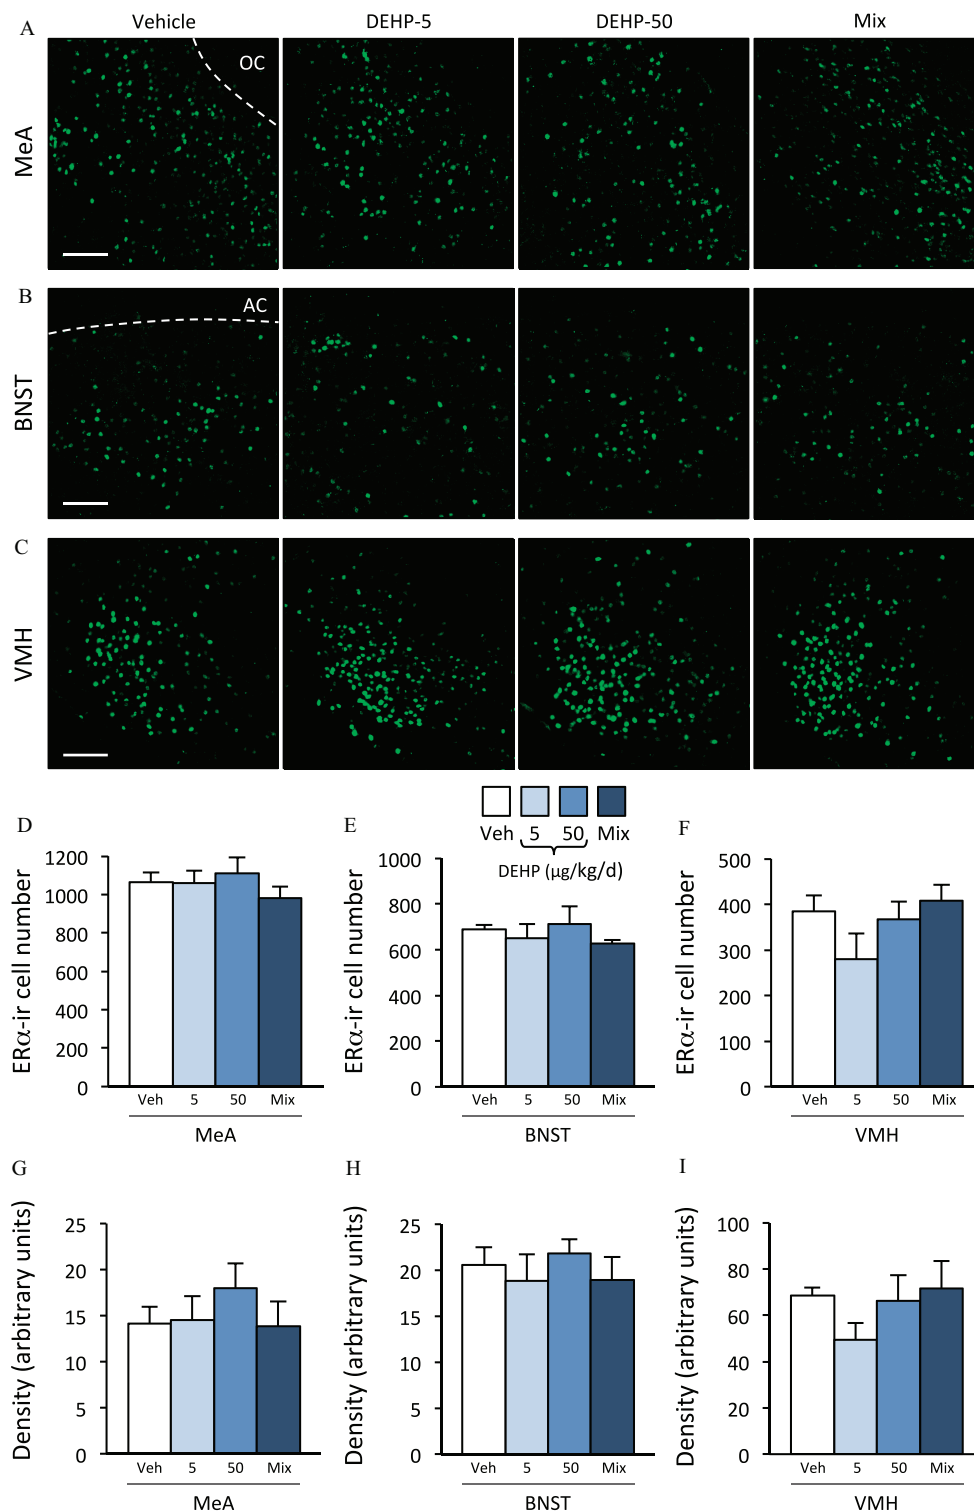 A Vehicle DEHP-5 DEHP-50 Mix
OC
MeA
B
AC
BNST
C
VMH
Veh 5 50 Mix
DEHP (µg/kg/d)
D
ERα-ir cell number
1200
1000
800
600
400
200
0
Veh 5 50 Mix
MeA
E
ERα-ir cell number
1000
800
600
400
200
0
Veh 5 50 Mix
BNST
F
ERα-ir cell number
500
400
300
200
100
0
Veh 5 50 Mix
VMH
G
Density (arbitrary units)
25
20
15
10
5
0
Veh 5 50 Mix
MeA
H
Density (arbitrary units)
25
20
15
10
5
0
Veh 5 50 Mix
BNST
I
Density (arbitrary units)
100
80
60
40
20
0
Veh 5 50 Mix
VMH